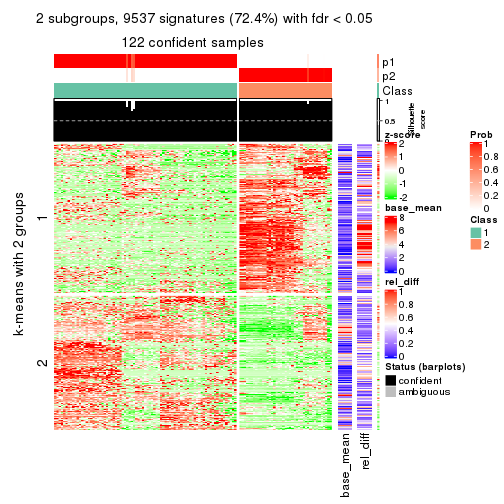 2 subgroups, 9537 signatures (72.4%) with fdr < 0.05
122 confident samples
p1
p2
Class
1
0.5
0
Silhouette
score
k-means with 2 groups
1
2
base_mean
rel_diff
z-score
2
1
0
-1
-2
base_mean
8
6
4
2
0
rel_diff
1
0.8
0.6
0.4
0.2
0
Status (barplots)
confident
ambiguous
Prob
1
0.8
0.6
0.4
0.2
0
Class
1
2